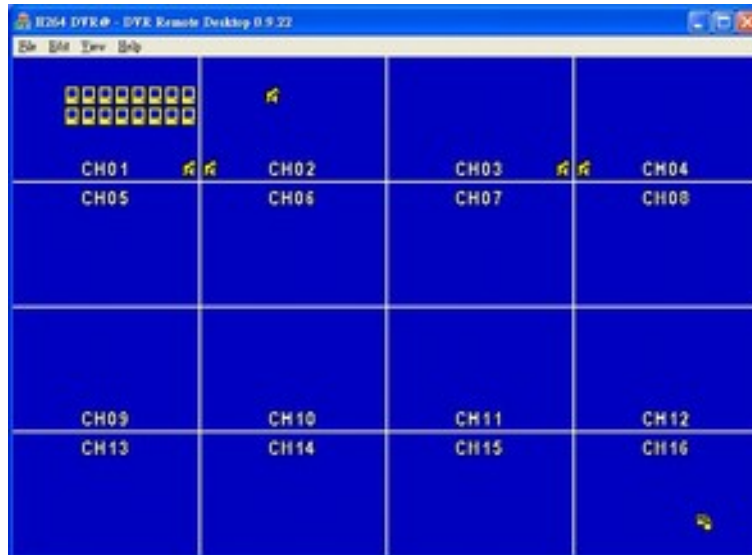 H264 DVR@ - DVR Remote Desktop 0.9.22
File Edit View Help
CH01 CH02 CH03 CH04
CH05 CH06 CH07 CH08
CH09 CH10 CH11 CH12
CH13 CH14 CH15 CH16